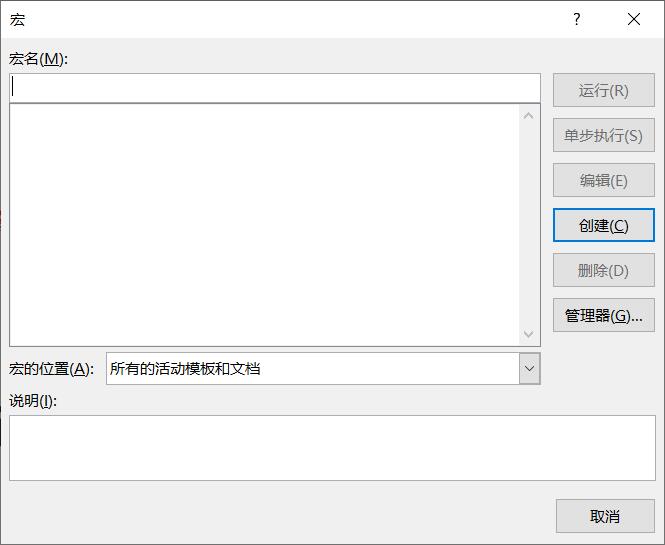 宏
?
宏名(M):
运行(R)
单步执行(S)
编辑(E)
创建(C)
删除(D)
管理器(G)...
宏的位置(A): 所有的活动模板和文档
说明(I):
取消